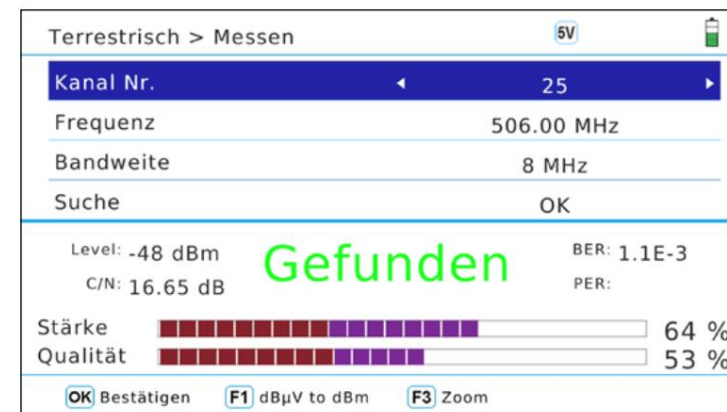 Terrestrisch > Messen 5V
Kanal Nr. 25
Frequenz 506.00 MHz
Bandweite 8 MHz
Suche OK
Level: -48 dBm Gefunden BER: 1.1E-3
C/N: 16.65 dB PER:
Stärke 64 %
Qualität 53 %
OK Bestätigen F1 dBµV to dBm F3 Zoom